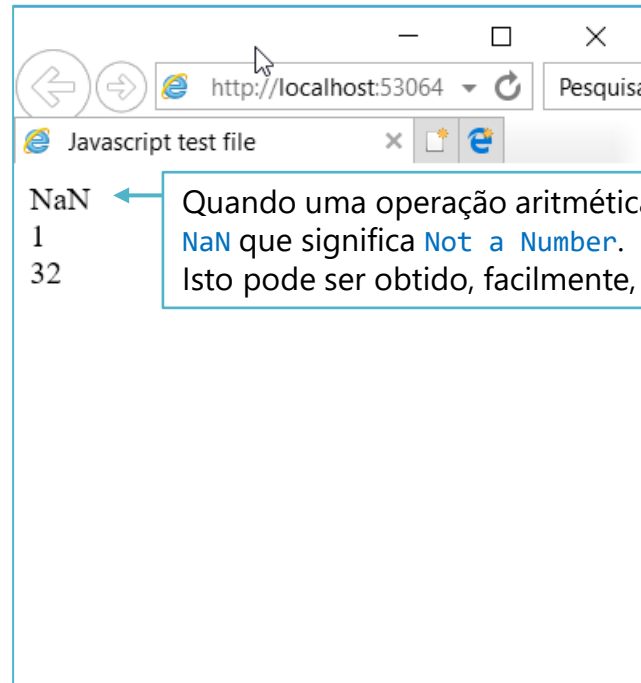 http://localhost:53064
Pesquisa
Javascript test file
NaN
1
32
Quando uma operação aritmética
NaN que significa Not a Number.
Isto pode ser obtido, facilmente,